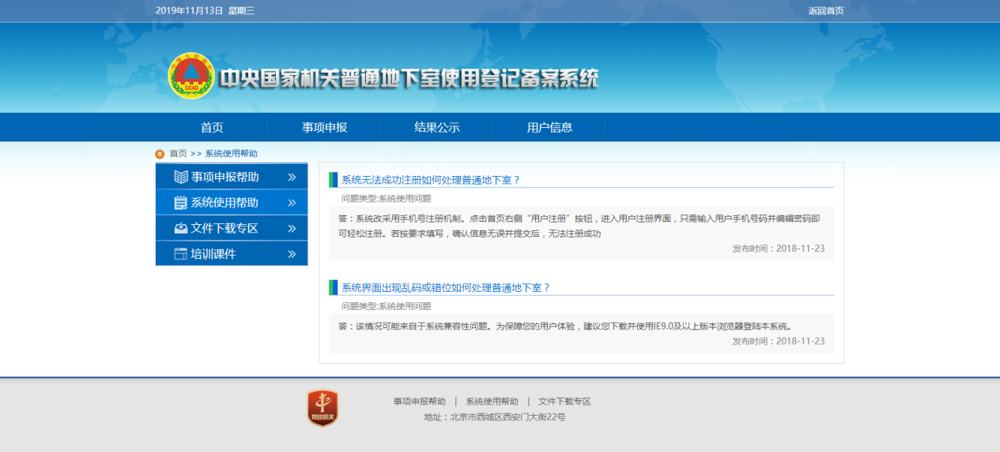 2019年11月13日 星期三
返回首页
CCAD
中央国家机关普通地下室使用登记备案系统
首页
事项申报
结果公示
用户信息
首页 >> 系统使用帮助
事项申报帮助
系统使用帮助
文件下载专区
培训课件
系统无法成功注册如何处理普通地下室？
问题类型:系统使用问题
答：系统改采用手机号注册机制。点击首页右侧“用户注册”按钮，进入用户注册界面，只需输入用户手机号码并编辑密码即
可轻松注册。若按要求填写，确认信息无误并提交后，无法注册成功
发布时间：2018-11-23
系统界面出现乱码或错位如何处理普通地下室？
问题类型:系统使用问题
答：该情况可能来自于系统兼容性问题。为保障您的用户体验，建议您下载并使用IE9.0及以上版本浏览器登陆本系统。
发布时间：2018-11-23
党政机关
事项申报帮助 | 系统使用帮助 | 文件下载专区
地址：北京市西城区西安门大街22号